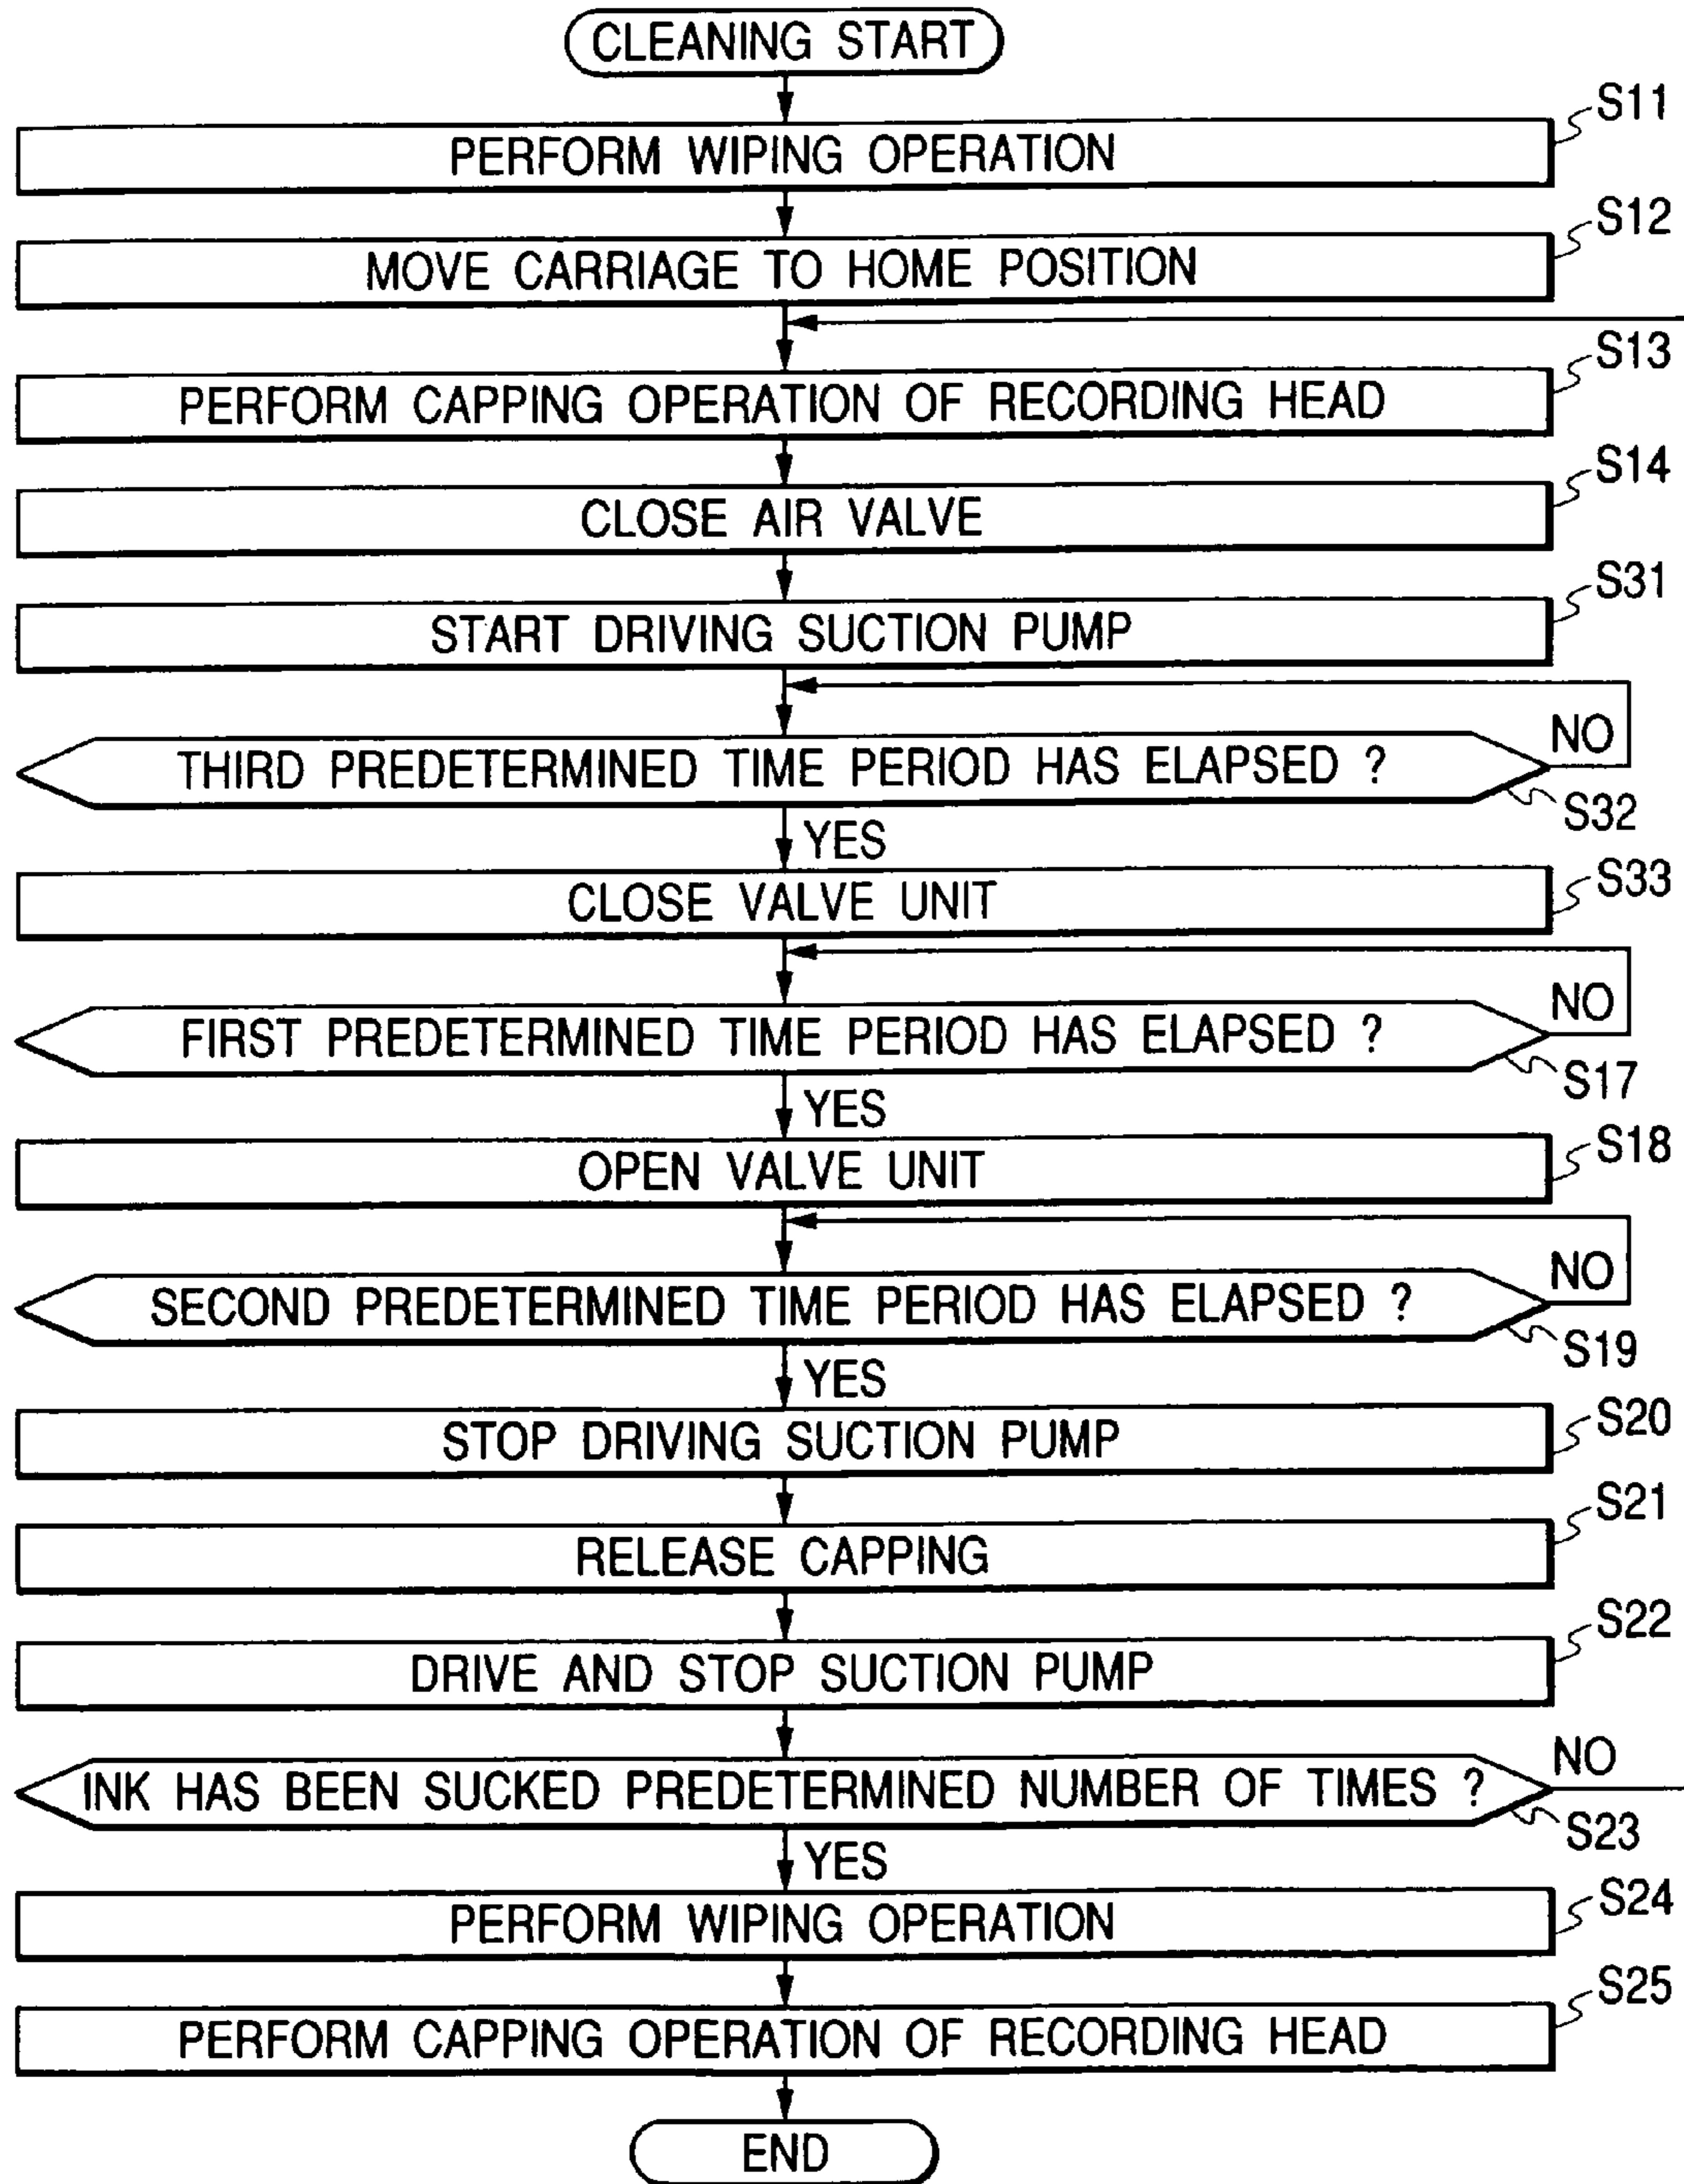 CLEANING START
S11
PERFORM WIPING OPERATION
S12
MOVE CARRIAGE TO HOME POSITION
S13
PERFORM CAPPING OPERATION OF RECORDING HEAD
S14
CLOSE AIR VALVE
S31
START DRIVING SUCTION PUMP
NO
THIRD PREDETERMINED TIME PERIOD HAS ELAPSED ?
S32
YES
S33
CLOSE VALVE UNIT
NO
FIRST PREDETERMINED TIME PERIOD HAS ELAPSED ?
S17
YES
S18
OPEN VALVE UNIT
NO
SECOND PREDETERMINED TIME PERIOD HAS ELAPSED ?
S19
YES
S20
STOP DRIVING SUCTION PUMP
S21
RELEASE CAPPING
S22
DRIVE AND STOP SUCTION PUMP
NO
INK HAS BEEN SUCKED PREDETERMINED NUMBER OF TIMES ?
S23
YES
S24
PERFORM WIPING OPERATION
S25
PERFORM CAPPING OPERATION OF RECORDING HEAD
END